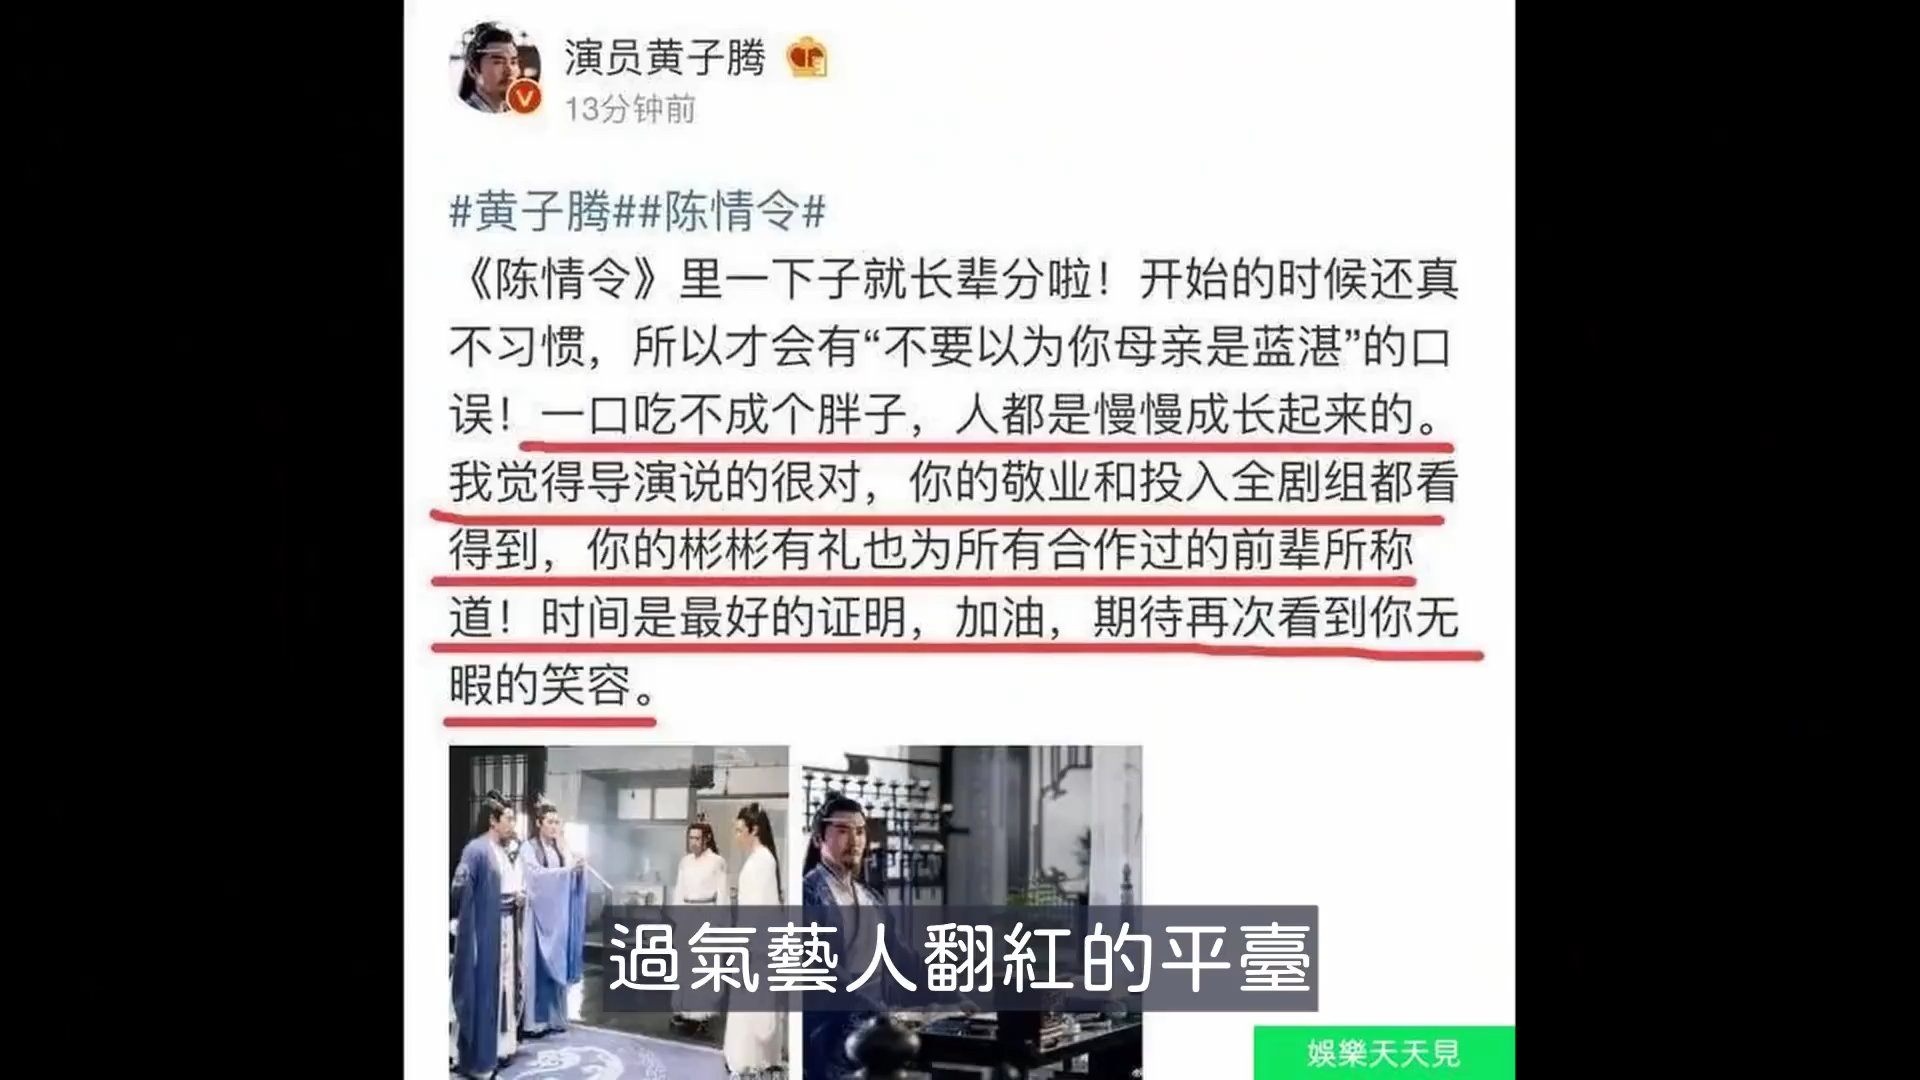 演员黄子腾
13分钟前
#黄子腾##陈情令#
《陈情令》里一下子就长辈分啦！开始的时候还真
不习惯，所以才会有“不要以为你母亲是蓝湛”的口
误！一口吃不成个胖子，人都是慢慢成长起来的。
我觉得导演说的很对，你的敬业和投入全剧组都看
得到，你的彬彬有礼也为所有合作过的前辈所称
道！时间是最好的证明，加油，期待再次看到你无
暇的笑容。
過氣藝人翻紅的平臺
娛樂天天見